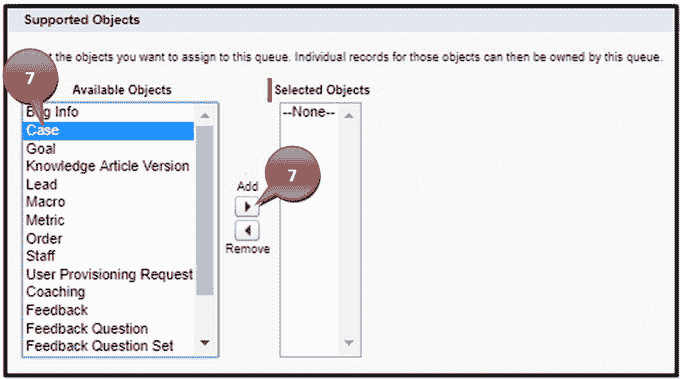 Supported Objects
t the objects you want to assign to this queue. Individual records for those objects can then be owned by this queue.
7
Available Objects
Selected Objects
Bug Info
--None--
Case
Goal
Knowledge Article Version
Lead
Add
7
Macro
Metric
Order
Staff
Remove
User Provisioning Request
Coaching
Feedback
Feedback Question
Feedback Question Set